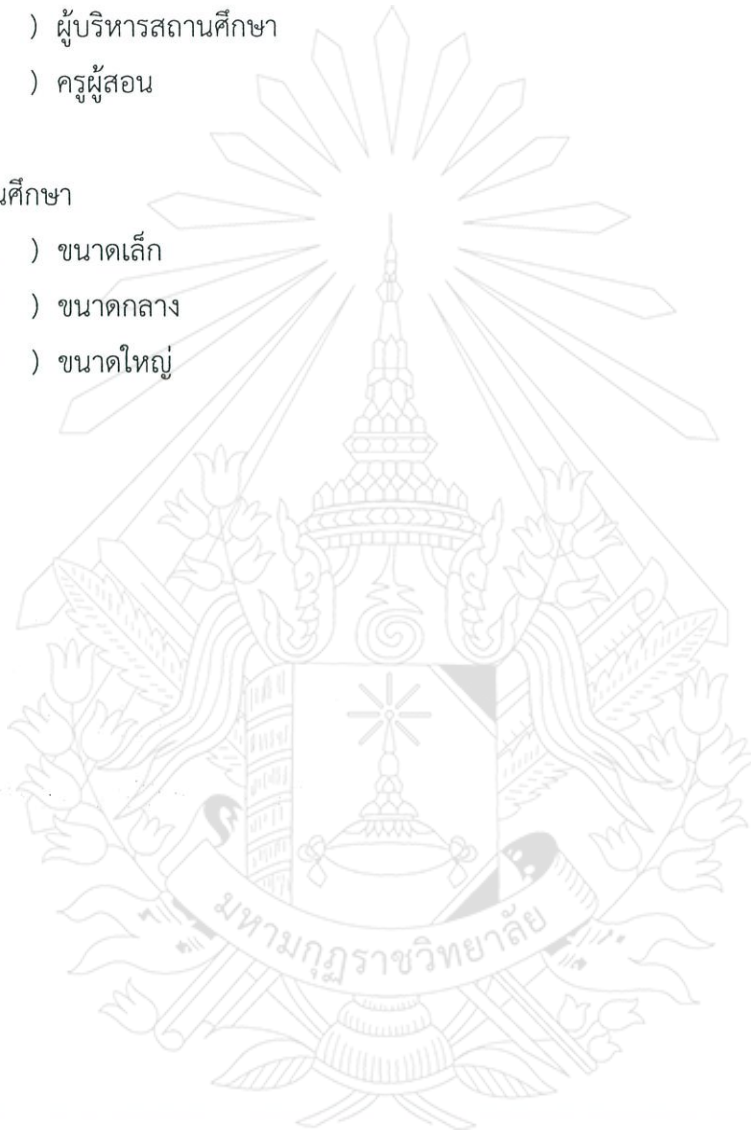 ) ผู้บริหารสถานศึกษา
) ครูผู้สอน
นศึกษา
) ขนาดเล็ก
) ขนาดกลาง
) ขนาดใหญ่
มหามกุฏราชวิทยาลัย